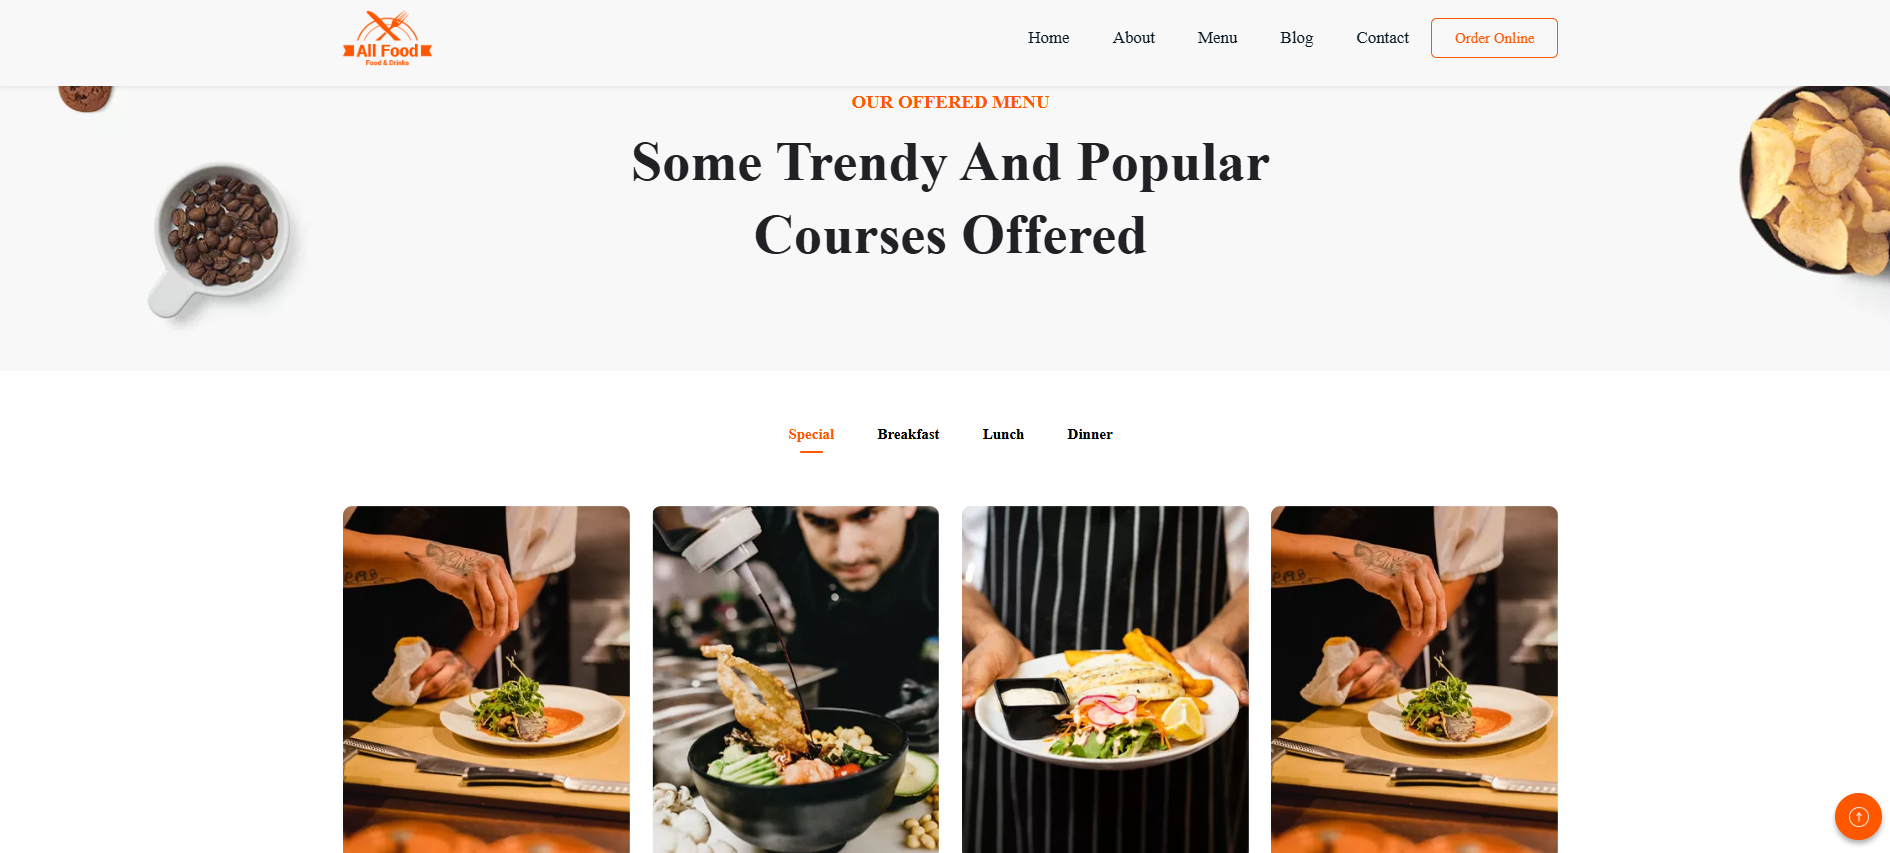 All Food
Food & Drinks
Home
About
Menu
Blog
Contact
Order Online
OUR OFFERED MENU
Some Trendy And Popular
Courses Offered
Special
Breakfast
Lunch
Dinner